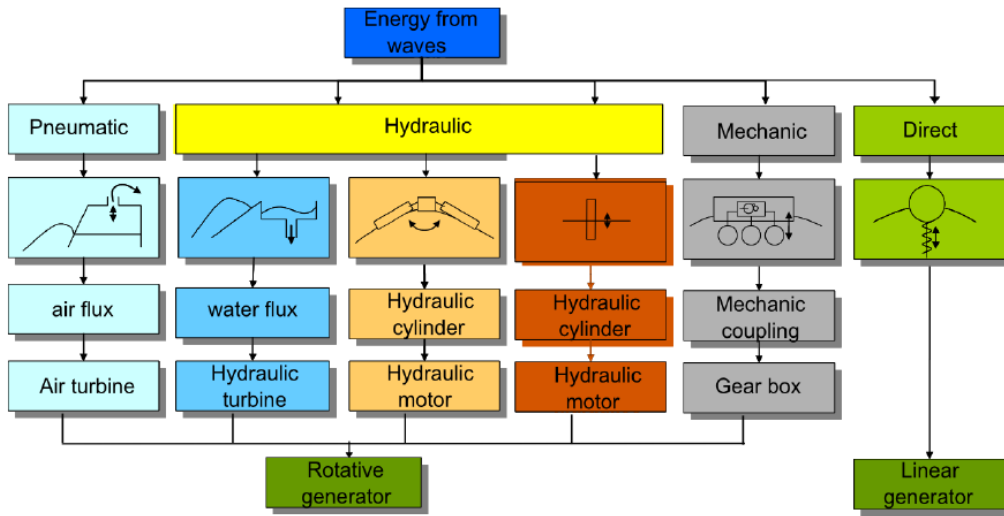 Energy from
waves
Pneumatic
Hydraulic
Mechanic
Direct
air flux
water flux
Hydraulic
cylinder
Hydraulic
cylinder
Mechanic
coupling
Air turbine
Hydraulic
turbine
Hydraulic
motor
Hydraulic
motor
Gear box
Rotative
generator
Linear
generator